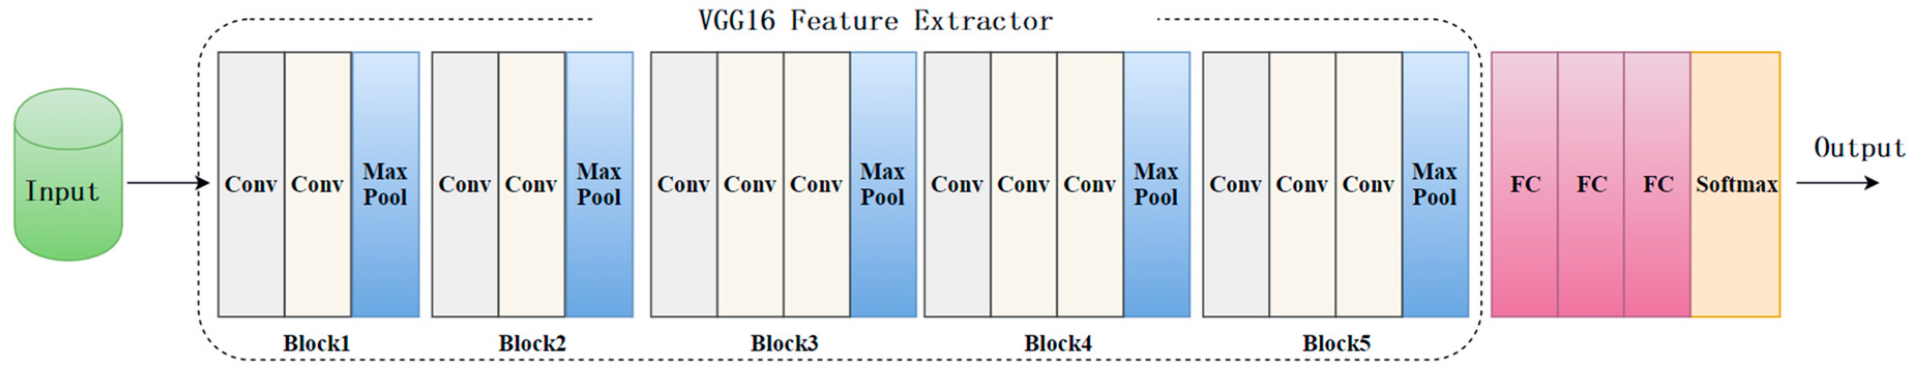 VGG16 Feature Extractor
Input
Conv
Conv
Max
Pool
Block1
Conv
Conv
Max
Pool
Block2
Conv
Conv
Conv
Max
Pool
Block3
Conv
Conv
Conv
Max
Pool
Block4
Conv
Conv
Conv
Max
Pool
Block5
FC
FC
FC
Softmax
Output